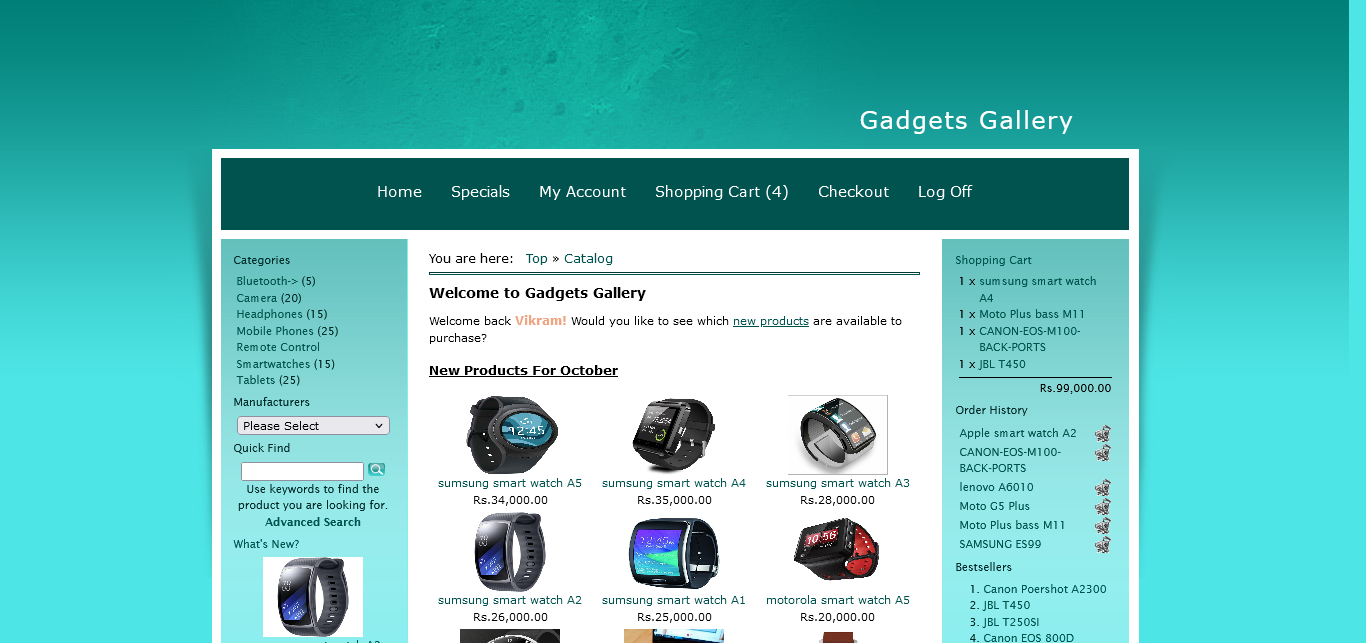 Gadgets Gallery
Home Specials My Account Shopping Cart (4) Checkout Log Off
Categories
Bluetooth-> (5)
Camera (20)
Headphones (15)
Mobile Phones (25)
Remote Control
Smartwatches (15)
Tablets (25)
Manufacturers
Please Select
Quick Find
Use keywords to find the
product you are looking for.
Advanced Search
What's New?
You are here: Top » Catalog
Welcome to Gadgets Gallery
Welcome back Vikram! Would you like to see which new products are available to
purchase?
New Products For October
sumsung smart watch A5
Rs.34,000.00
sumsung smart watch A4
Rs.35,000.00
sumsung smart watch A3
Rs.28,000.00
sumsung smart watch A2
Rs.26,000.00
sumsung smart watch A1
Rs.25,000.00
motorola smart watch A5
Rs.20,000.00
Shopping Cart
1 x sumsung smart watch
A4
1 x Moto Plus bass M11
1 x CANON-EOS-M100-
BACK-PORTS
1 x JBL T450
Rs.99,000.00
Order History
Apple smart watch A2
CANON-EOS-M100-
BACK-PORTS
lenovo A6010
Moto G5 Plus
Moto Plus bass M11
SAMSUNG ES99
Bestsellers
1. Canon Poershot A2300
2. JBL T450
3. JBL T250SI
4. Canon EOS 800D